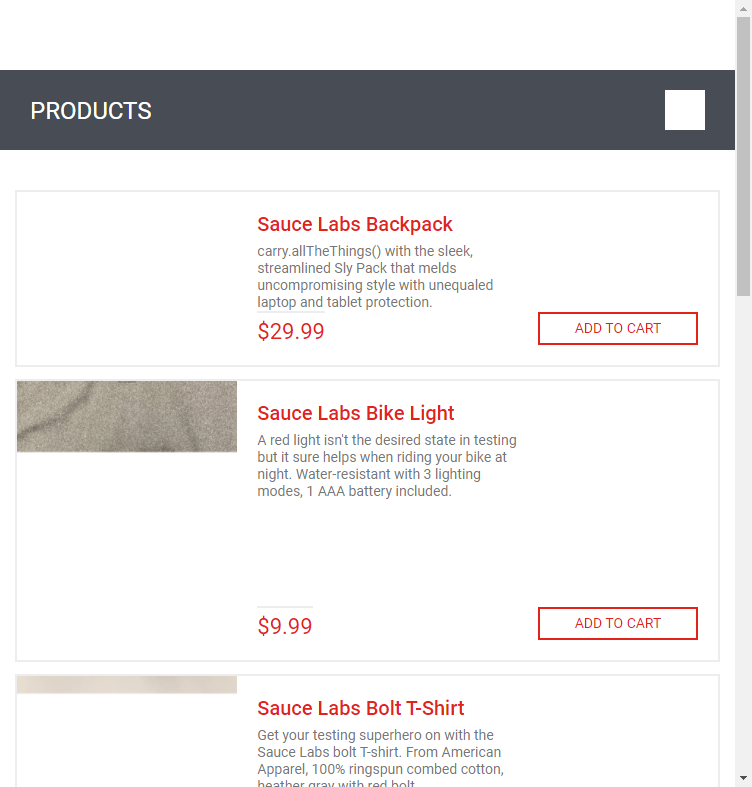 PRODUCTS
Sauce Labs Backpack
carry.allTheThings() with the sleek,
streamlined Sly Pack that melds
uncompromising style with unequaled
laptop and tablet protection.
$29.99
ADD TO CART
Sauce Labs Bike Light
A red light isn't the desired state in testing
but it sure helps when riding your bike at
night. Water-resistant with 3 lighting
modes, 1 AAA battery included.
$9.99
ADD TO CART
Sauce Labs Bolt T-Shirt
Get your testing superhero on with the
Sauce Labs bolt T-shirt. From American
Apparel, 100% ringspun combed cotton,
heather gray with red bolt.